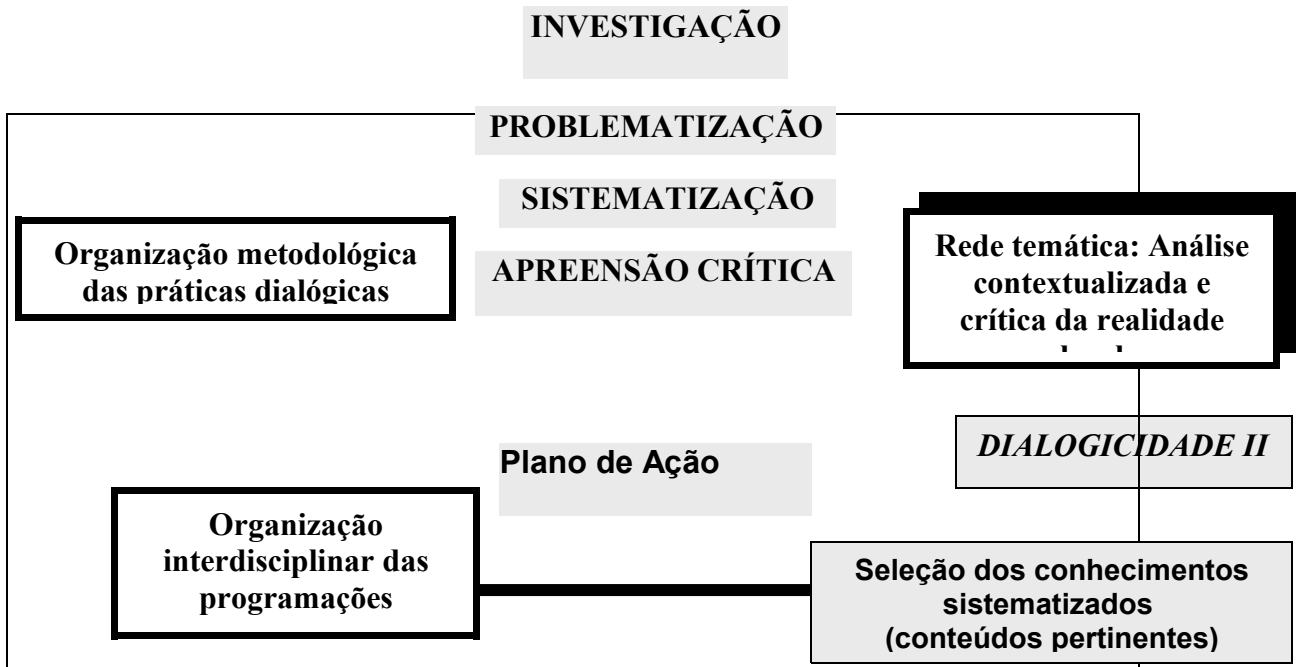 INVESTIGAÇÃO
PROBLEMATIZAÇÃO
SISTEMATIZAÇÃO
APREENSÃO CRÍTICA
Organização metodológica
das práticas dialógicas
Rede temática: Análise
contextualizada e
crítica da realidade
DIALOGICIDADE II
Plano de Ação
Organização
interdisciplinar das
programações
Seleção dos conhecimentos
sistematizados
(conteúdos pertinentes)